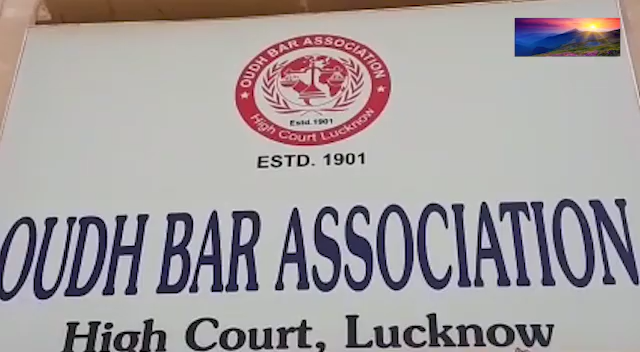 OUDH BAR ASSOCIATION
Estd. 1901
High Court Lucknow
ESTD. 1901
OUDH BAR ASSOCIATION
High Court, Lucknow